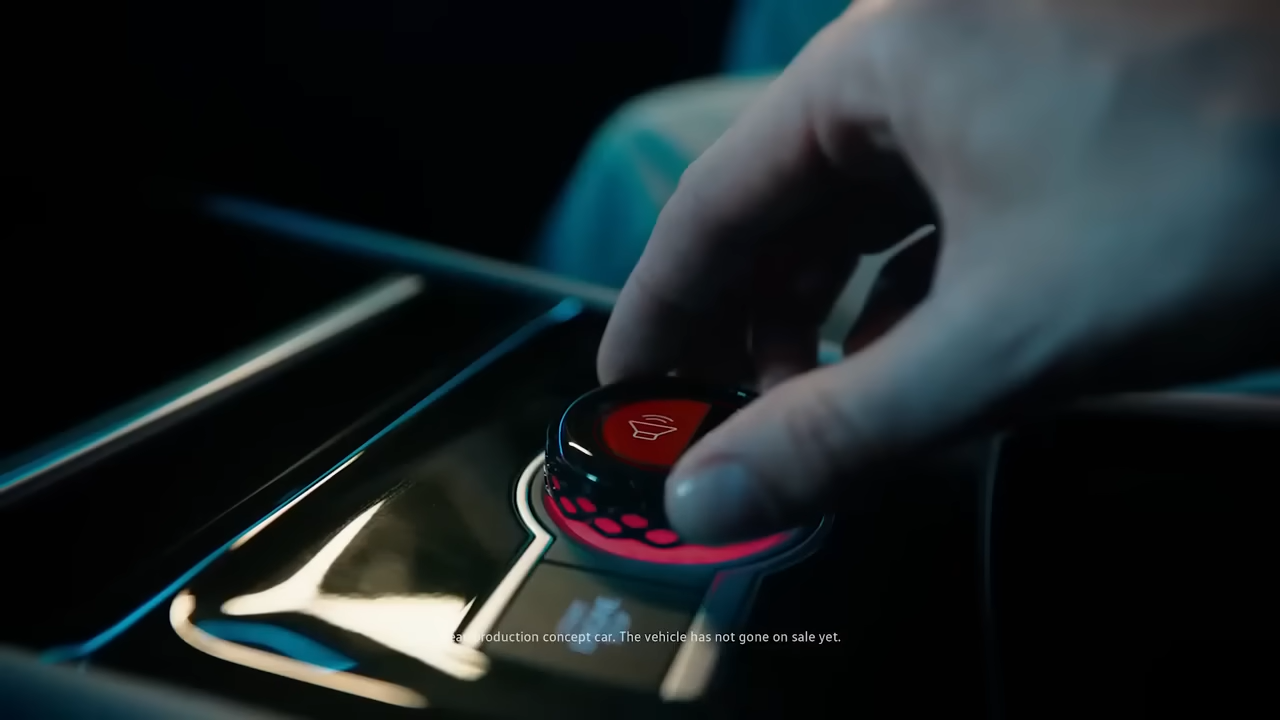 production concept car. The vehicle has not gone on sale yet.